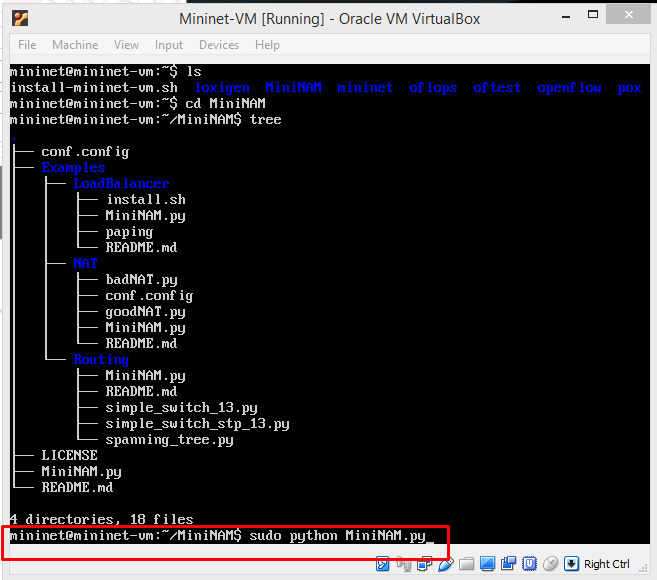 Mininet-VM [Running] - Oracle VM VirtualBox
File Machine View Input Devices Help
mininet@mininet-vm:~$ ls
install-mininet-vm.sh loxigen MiniNAM mininet oflops oftest openflow pox
mininet@mininet-vm:~$ cd MiniNAM
mininet@mininet-vm:~/MiniNAM$ tree
.
├── conf.config
├── Examples
│   ├── LoadBalancer
│   │   ├── install.sh
│   │   ├── MiniNAM.py
│   │   ├── paping
│   │   └── README.md
│   ├── NAT
│   │   ├── badNAT.py
│   │   ├── conf.config
│   │   ├── goodNAT.py
│   │   ├── MiniNAM.py
│   │   └── README.md
│   └── Routing
│       ├── MiniNAM.py
│       ├── README.md
│       ├── simple_switch_13.py
│       ├── simple_switch_stp_13.py
│       └── spanning_tree.py
├── LICENSE
├── MiniNAM.py
└── README.md
4 directories, 18 files
mininet@mininet-vm:~/MiniNAM$ sudo python MiniNAM.py_
Right Ctrl